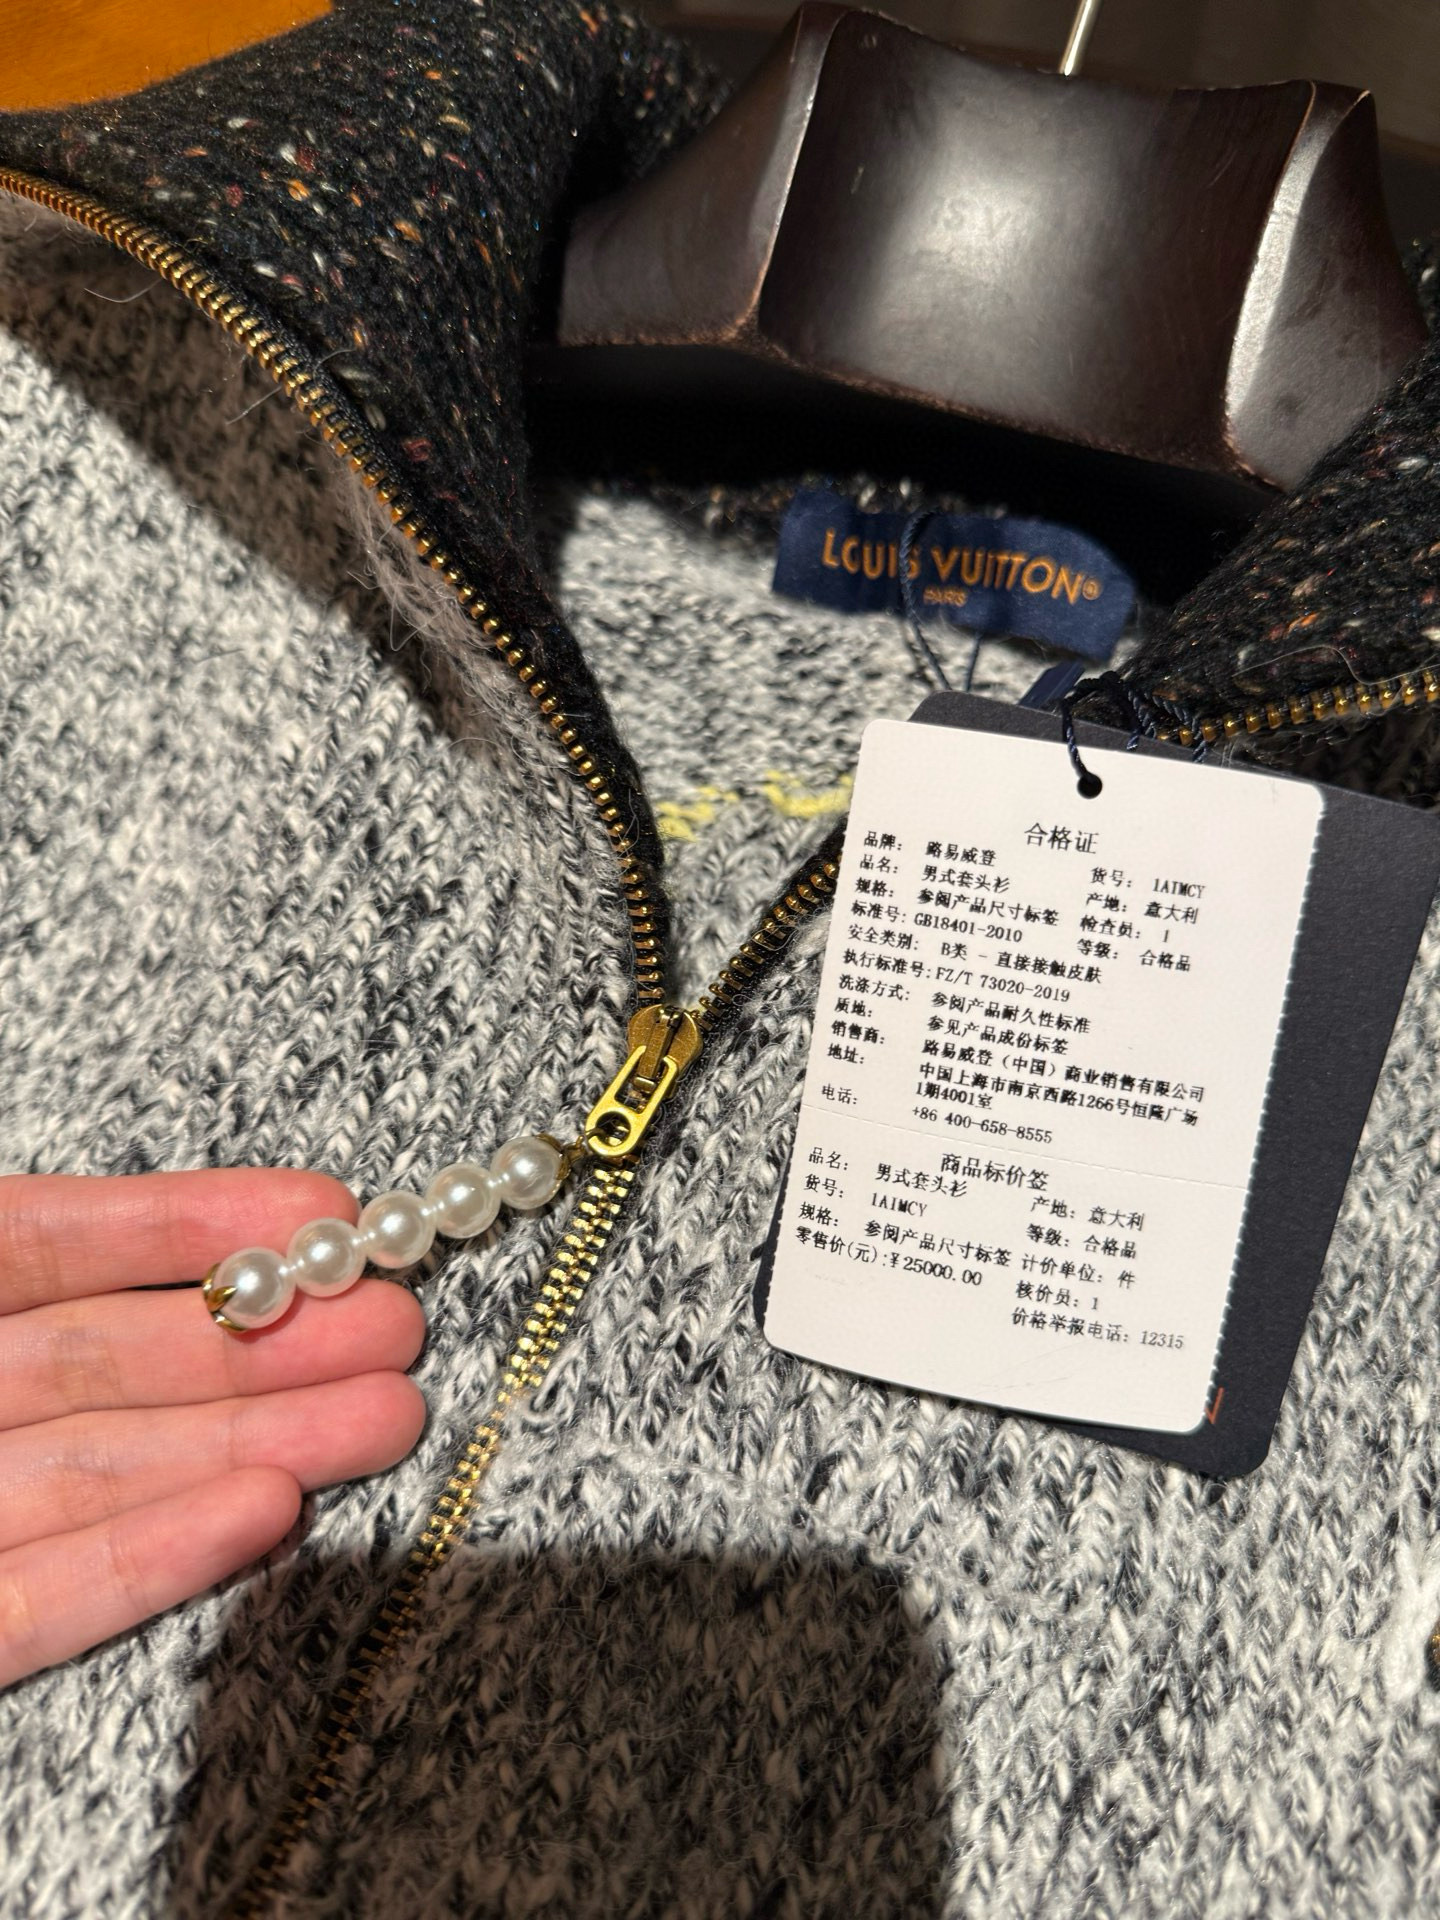 LOUIS VUITTON®
PARIS
合格证
品牌： 路易威登
品名： 男式套头衫 货号： 1AIMCY
规格： 参阅产品尺寸标签 产地： 意大利
标准号: GB18401-2010 检查员： 1
安全类别： B类 - 直接接触皮肤 等级： 合格品
执行标准号: FZ/T 73020-2019
洗涤方式： 参阅产品耐久性标准
质地： 参见产品成份标签
销售商： 路易威登（中国）商业销售有限公司
地址： 中国上海市南京西路1266号恒隆广场
1期4001室
电话： +86 400-658-8555
商品标价签
品名： 男式套头衫 产地： 意大利
货号： 1AIMCY 等级： 合格品
规格： 参阅产品尺寸标签 计价单位： 件
零售价(元):¥25000.00 核价员： 1
价格举报电话： 12315